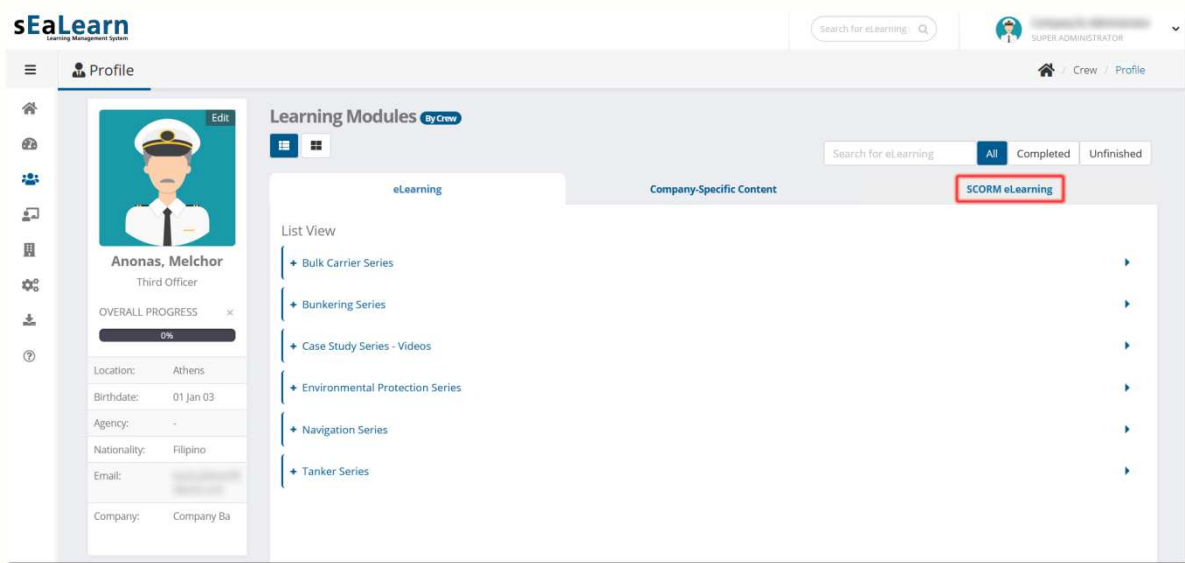 sEaLearn
Learning Management System
Search for eLearning
SUPER ADMINISTRATOR
Profile
/ Crew / Profile
Edit
Anonas, Melchor
Third Officer
OVERALL PROGRESS ×
0%
Location: Athens
Birthdate: 01 Jan 03
Agency: -
Nationality: Filipino
Email:
Company: Company Ba
Learning Modules By Crew
Search for eLearning All Completed Unfinished
eLearning Company-Specific Content SCORM eLearning
List View
+ Bulk Carrier Series
+ Bunkering Series
+ Case Study Series - Videos
+ Environmental Protection Series
+ Navigation Series
+ Tanker Series